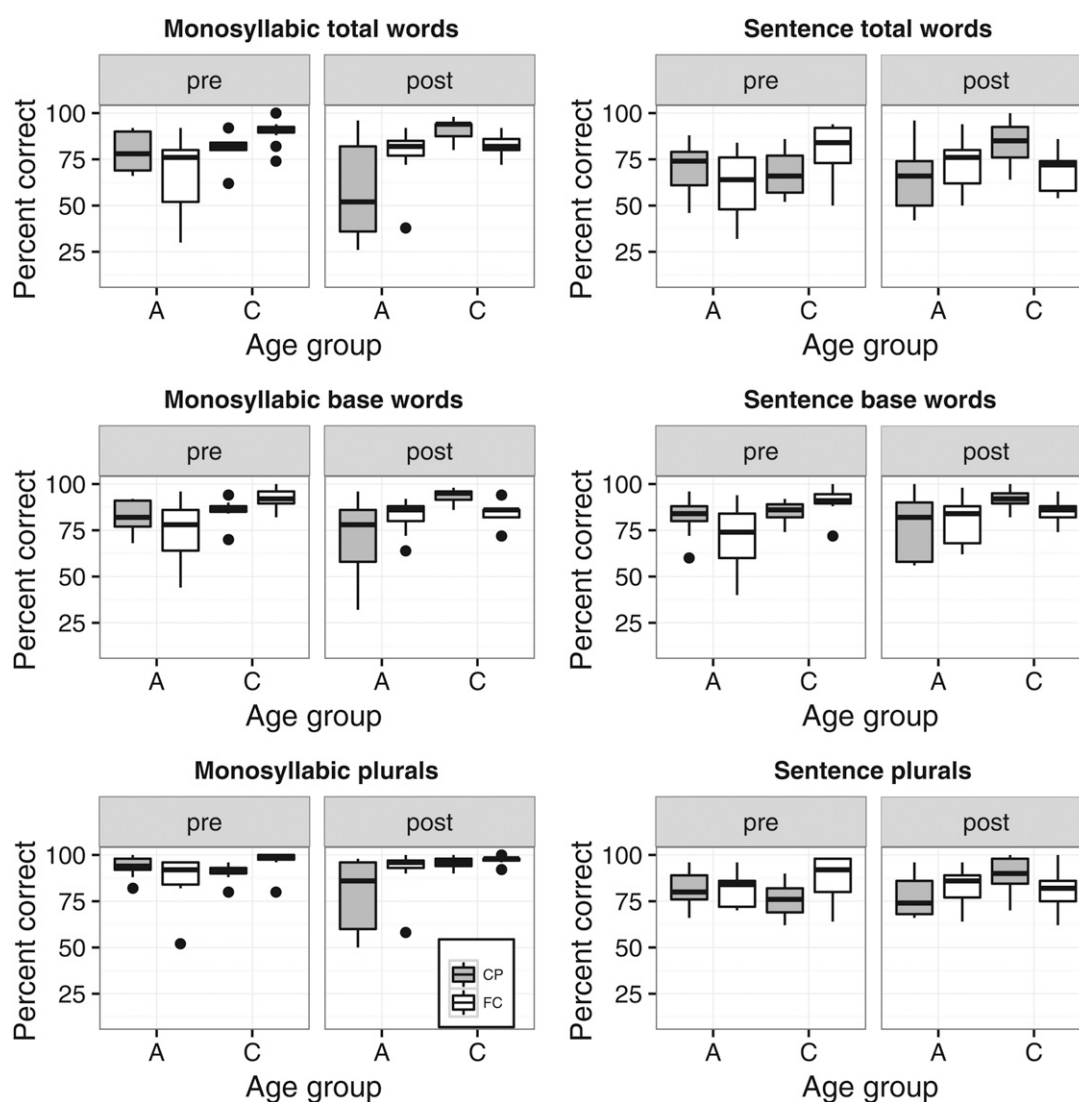 Monosyllabic total words
pre post
Percent correct
100
75
50
25
A C A C
Age group
Sentence total words
pre post
Percent correct
100
75
50
25
A C A C
Age group
Monosyllabic base words
pre post
Percent correct
100
75
50
25
A C A C
Age group
Sentence base words
pre post
Percent correct
100
75
50
25
A C A C
Age group
Monosyllabic plurals
pre post
Percent correct
100
75
50
25
CP
FC
A C A C
Age group
Sentence plurals
pre post
Percent correct
100
75
50
25
A C A C
Age group